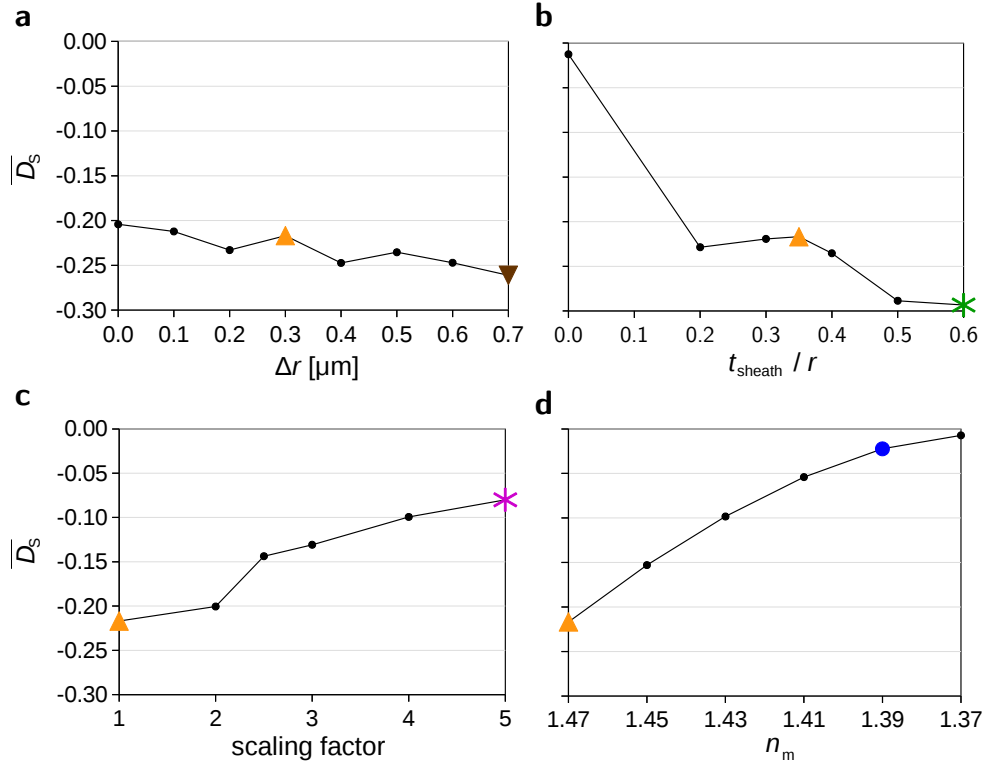 a
b
0.00
-0.05
-0.10
-0.15
-0.20
-0.25
-0.30
D̅s
0.0 0.1 0.2 0.3 0.4 0.5 0.6 0.7
Δr [µm]
0.0 0.2 0.3 0.4 0.5 0.6
t sheath / r
c
d
0.00
-0.05
-0.10
-0.15
-0.20
-0.25
-0.30
D̅s
1 2 3 4 5
scaling factor
1.47 1.45 1.43 1.41 1.39 1.37
n m